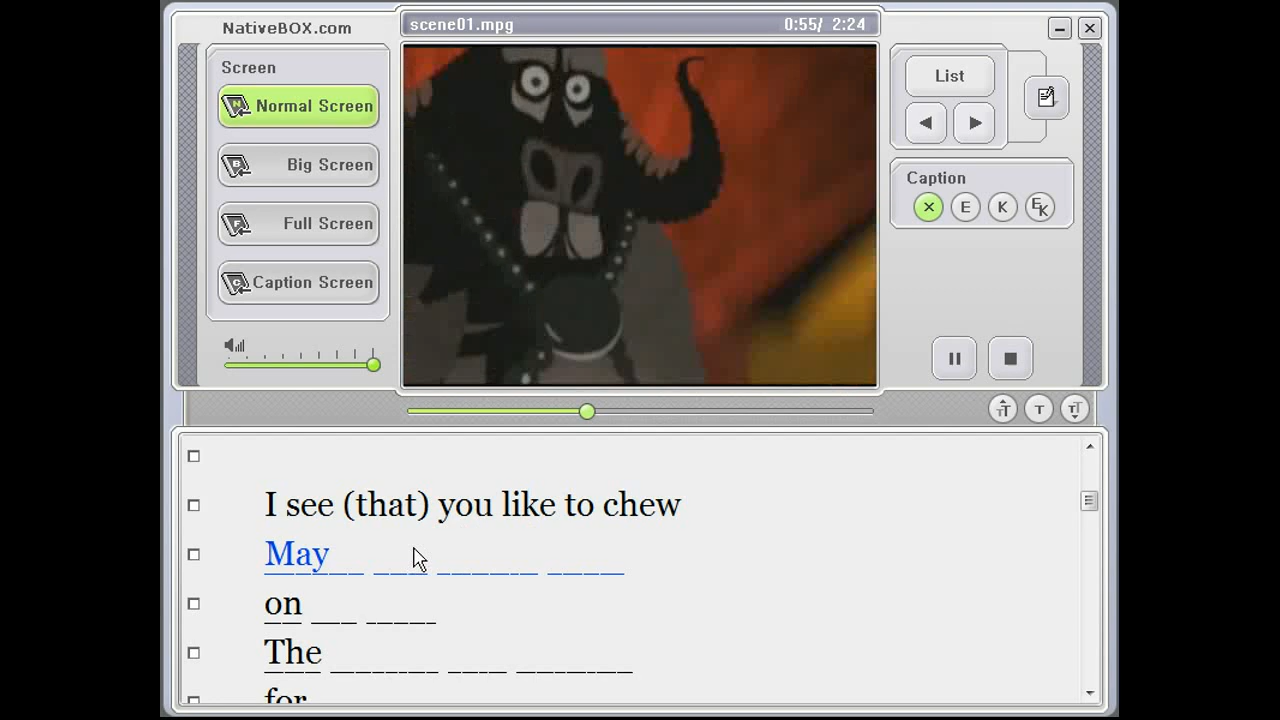 NativeBOX.com
scene01.mpg 0:55/ 2:24
Screen
Normal Screen
Big Screen
Full Screen
Caption Screen
List
Caption
E K EK
T T T
I see (that) you like to chew
May
on
The
for